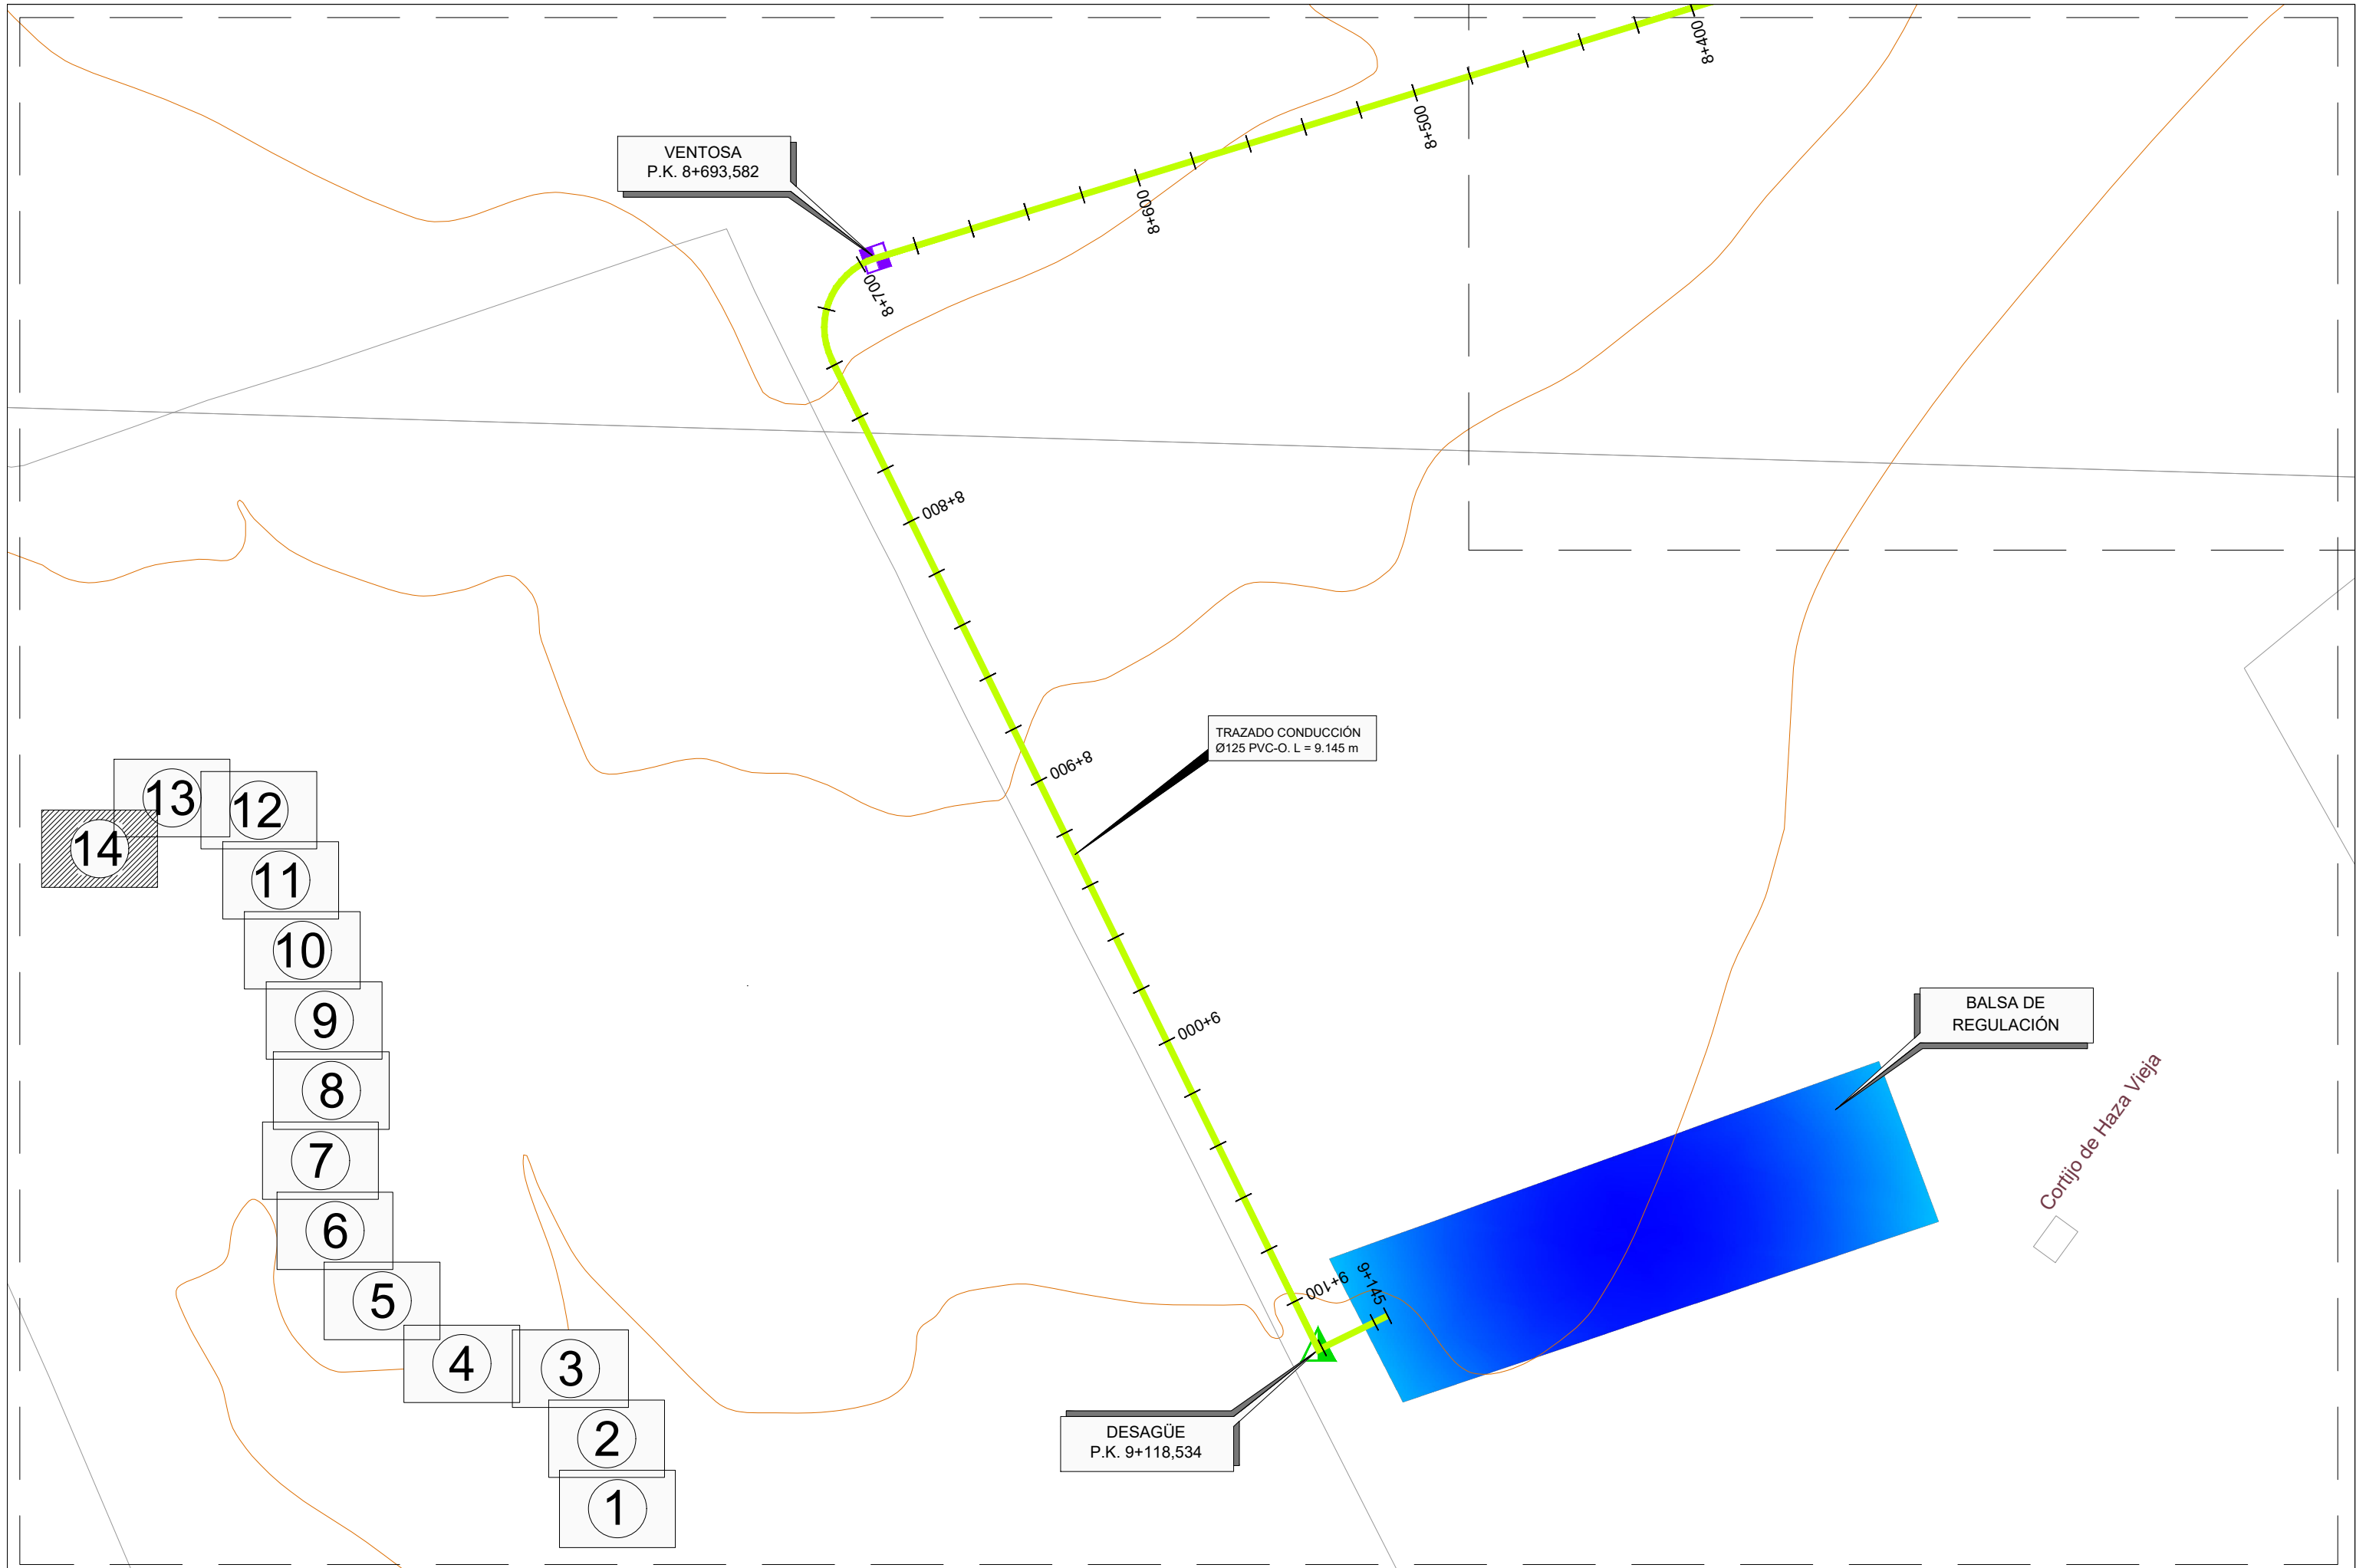 8+400
8+500
VENTOSA
P.K. 8+693,582
8+600
8+700
8+800
TRAZADO CONDUCCIÓN
Ø125 PVC-O. L = 9.145 m
8+900
13
12
14
11
10
9
8
7
6
5
4
3
2
1
9+000
BALSA DE
REGULACIÓN
Cortijo de Haza Vieja
9+100
9+145
DESAGÜE
P.K. 9+118,534